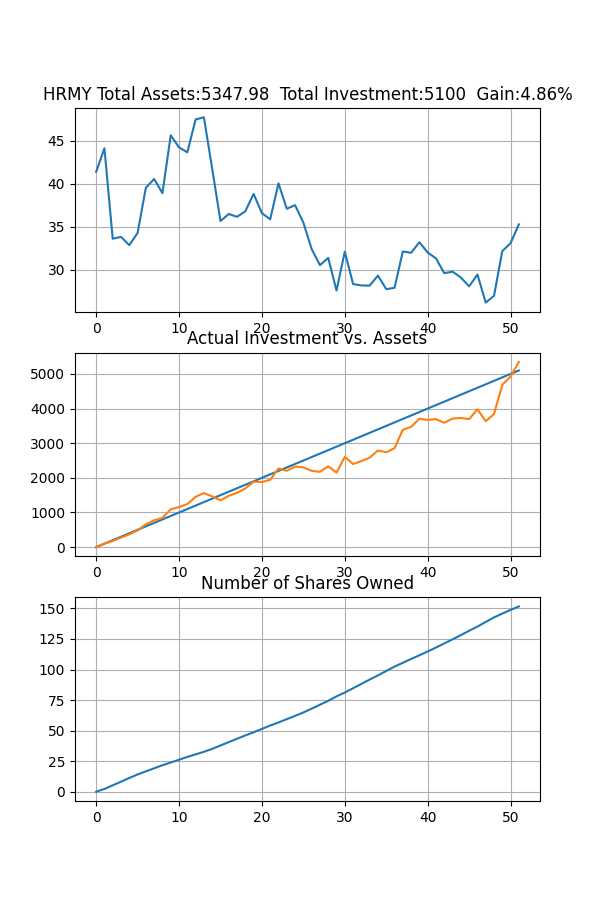 HRMY Total Assets:5347.98  Total Investment:5100  Gain:4.86%
45
40
35
30
0 10 20 30 40 50
Actual Investment vs. Assets
5000
4000
3000
2000
1000
0
0 10 20 30 40 50
Number of Shares Owned
150
125
100
75
50
25
0
0 10 20 30 40 50